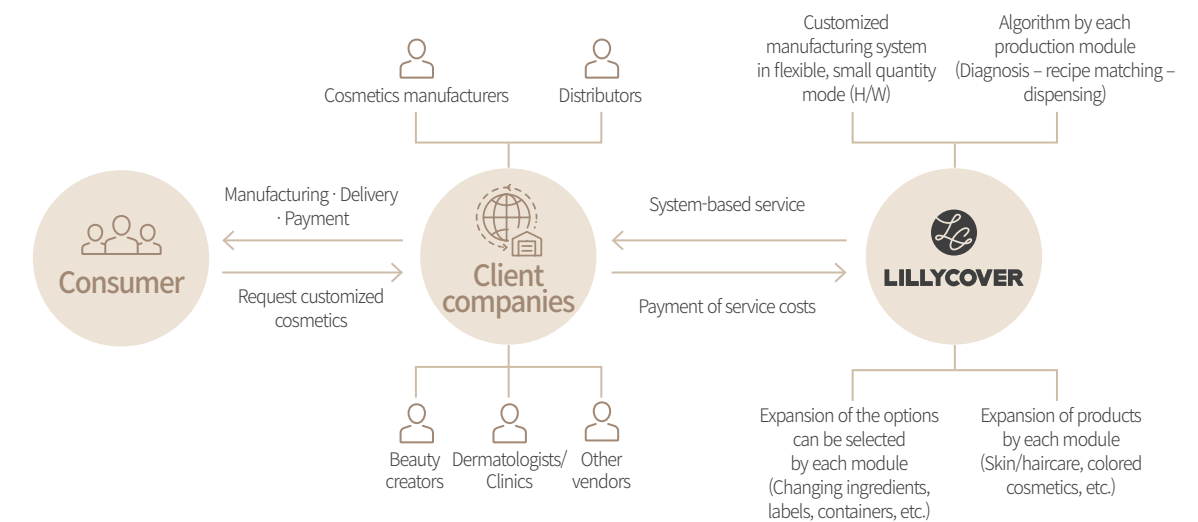 Cosmetics manufacturers
Distributors
Customized
manufacturing system
in flexible, small quantity
mode (H/W)
Algorithm by each
production module
(Diagnosis – recipe matching –
dispensing)
Consumer
Manufacturing · Delivery
· Payment
Request customized
cosmetics
Client
companies
System-based service
Payment of service costs
LC
LILLYCOVER
Beauty
creators
Dermatologists/
Clinics
Other
vendors
Expansion of the options
can be selected
by each module
(Changing ingredients,
labels, containers, etc.)
Expansion of products
by each module
(Skin/haircare, colored
cosmetics, etc.)